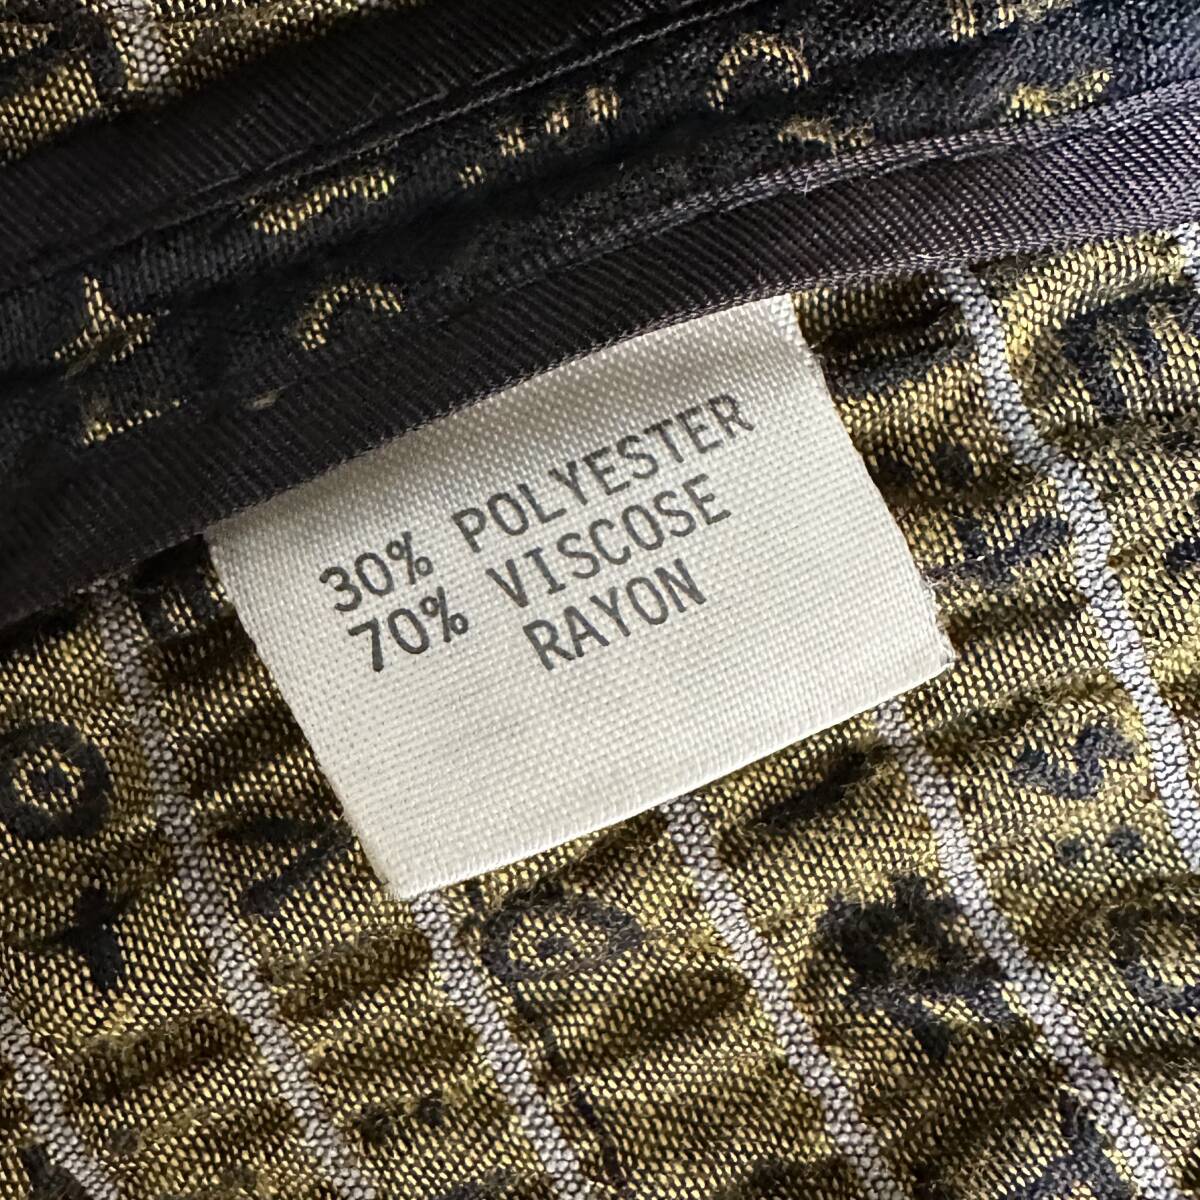 30% POLYESTER
70% VISCOSE
RAYON